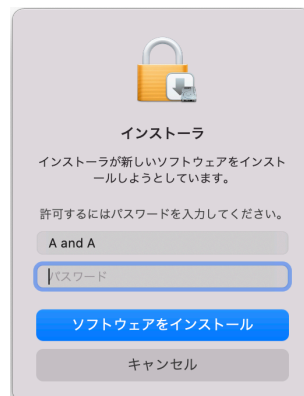 インストーラ
インストーラが新しいソフトウェアをインスト
ールしようとしています。
許可するにはパスワードを入力してください。
A and A
パスワード
ソフトウェアをインストール
キャンセル